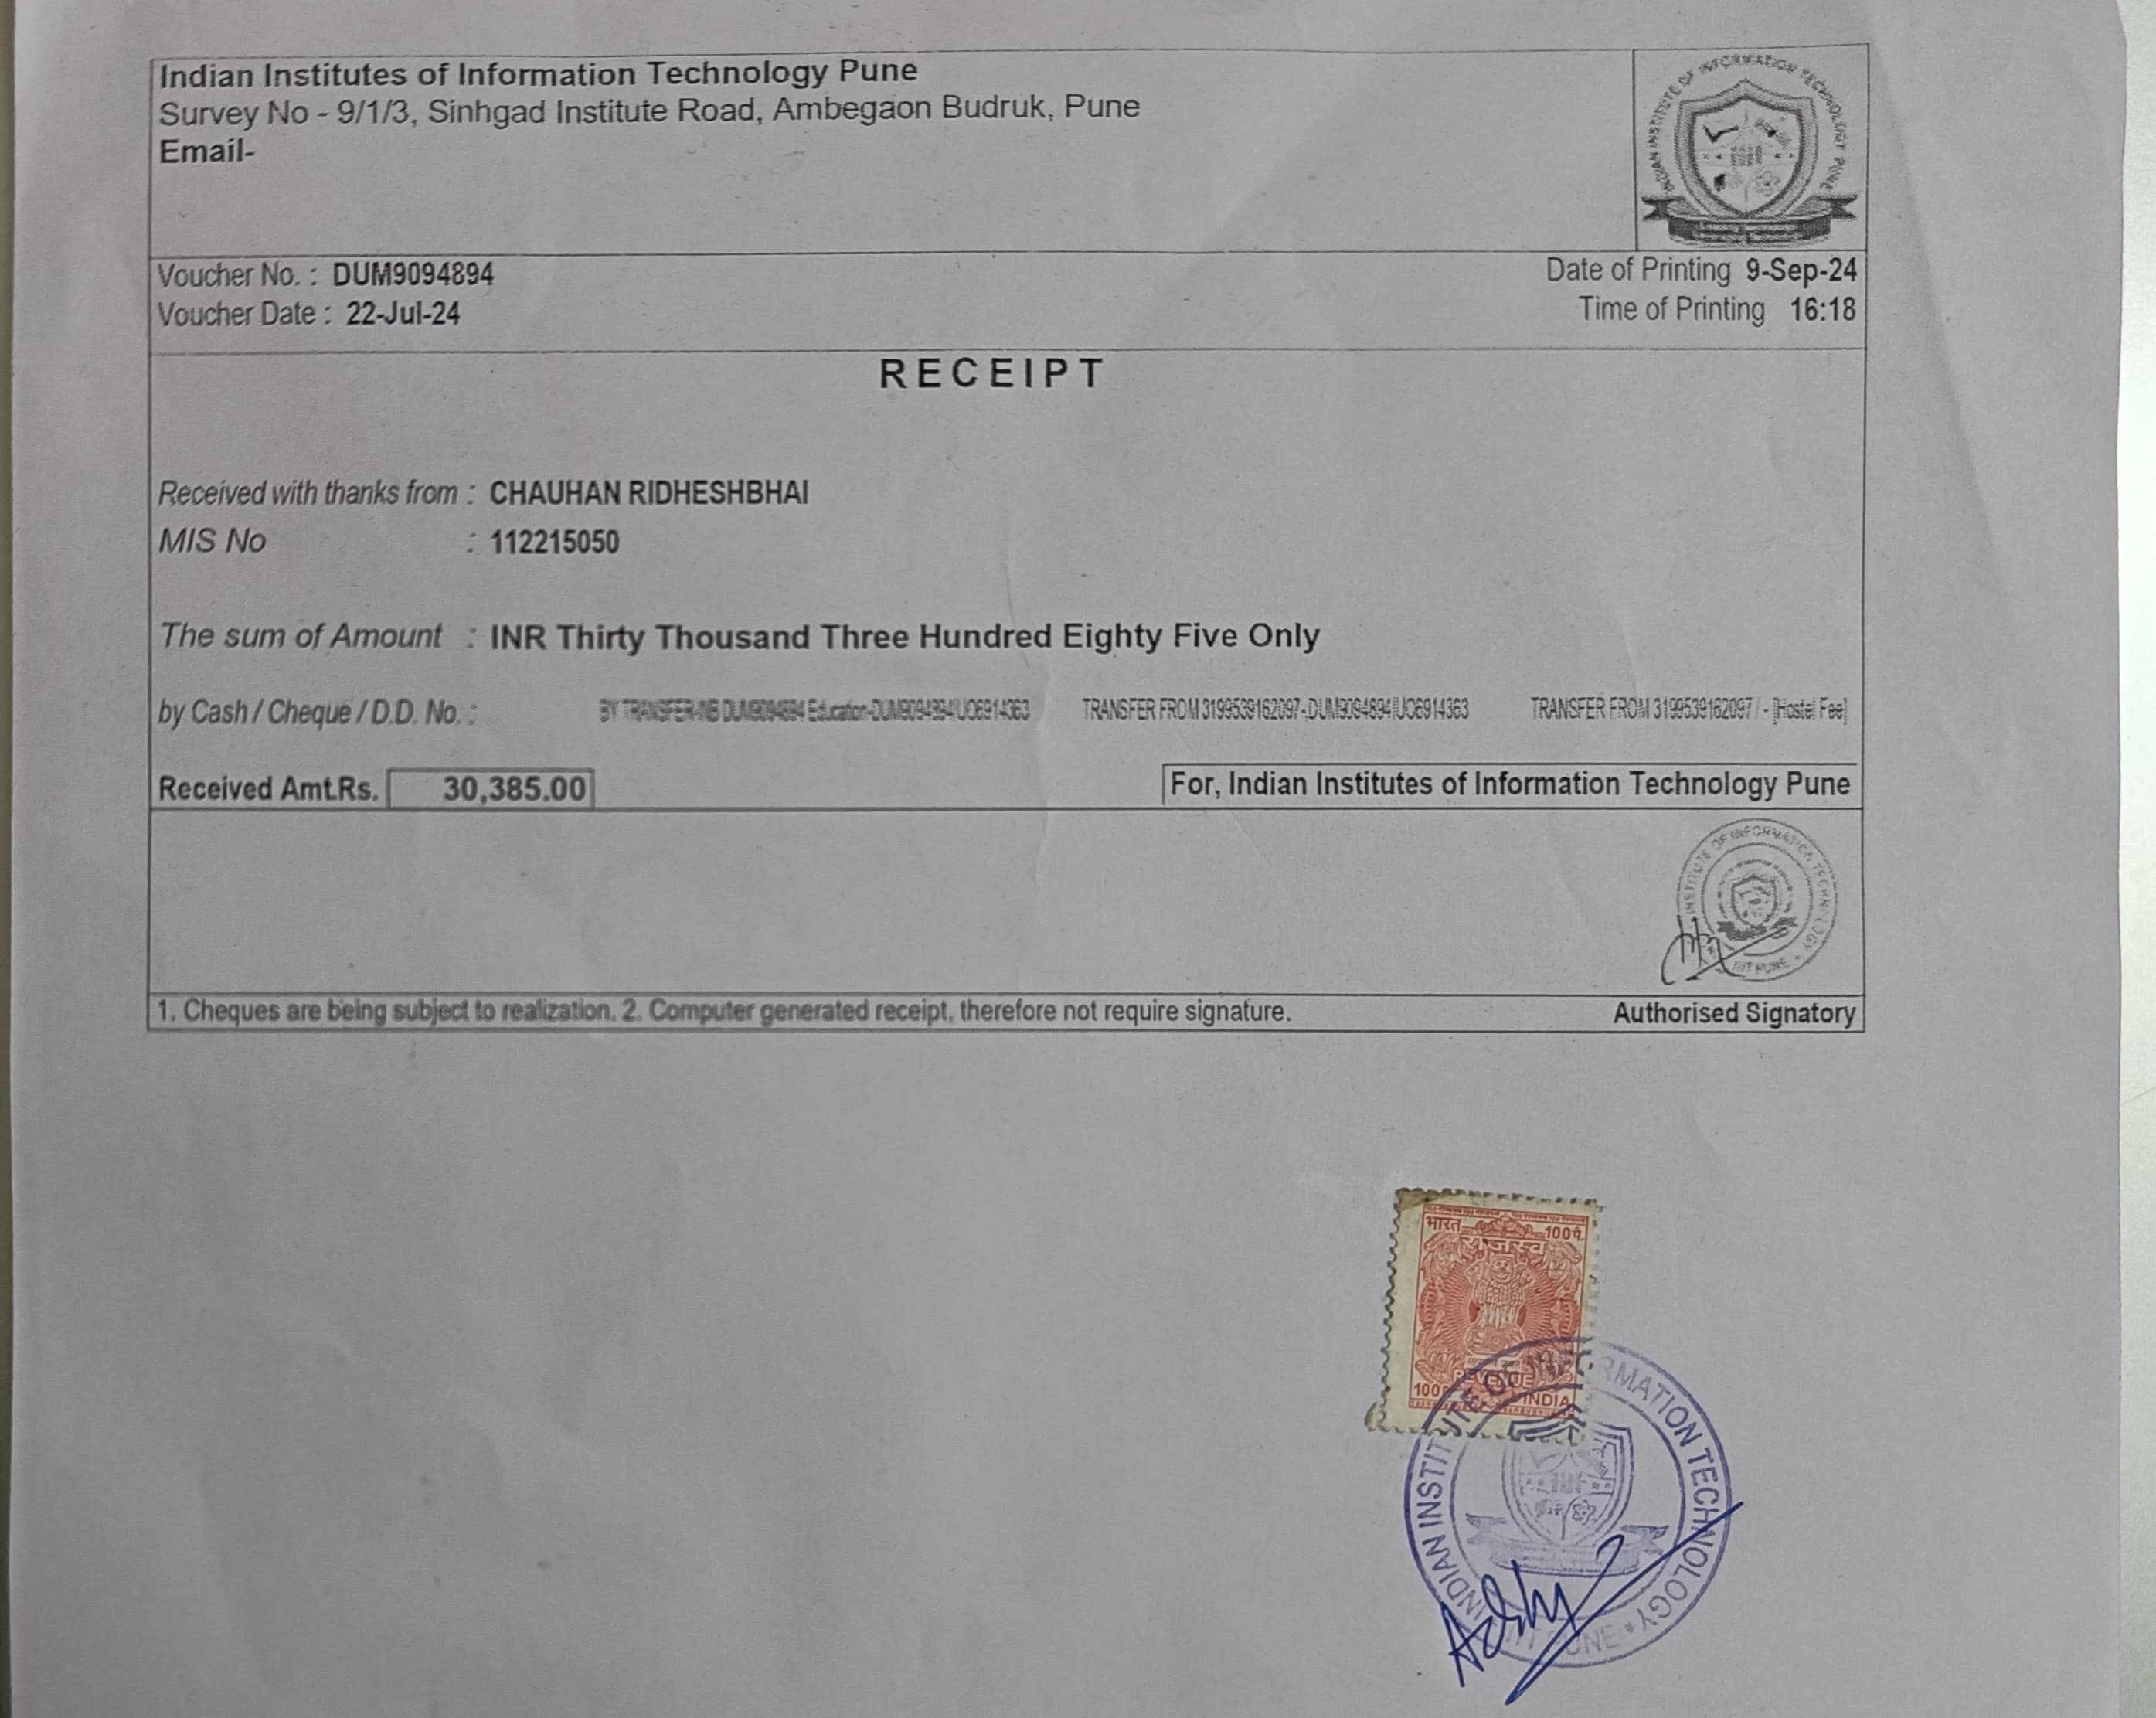 Indian Institutes of Information Technology Pune
Survey No - 9/1/3, Sinhgad Institute Road, Ambegaon Budruk, Pune
Email-
INDIAN INSTITUTE OF INFORMATION TECHNOLOGY PUNE
Voucher No. : DUM9094894
Date of Printing 9-Sep-24
Voucher Date : 22-Jul-24
Time of Printing 16:18
RECEIPT
Received with thanks from : CHAUHAN RIDHESHBHAI
MIS No : 112215050
The sum of Amount : INR Thirty Thousand Three Hundred Eighty Five Only
by Cash / Cheque / D.D. No. : BY TRANSFER-NB DUM9094894 Education-DUM9094894 UO6914363 TRANSFER FROM 3199539162097-DUM9094894 UO6914363 TRANSFER FROM 3199539162097 / - [Hostel Fee]
Received Amt.Rs. 30,385.00
For, Indian Institutes of Information Technology Pune
INSTITUTE OF INFORMATION TECHNOLOGY
IIIT PUNE
1. Cheques are being subject to realization. 2. Computer generated receipt, therefore not require signature.
Authorised Signatory
भारत 100प.
राजस्व
REVENUE
INDIA
INDIAN INSTITUTE OF INFORMATION TECHNOLOGY * IIIT PUNE *